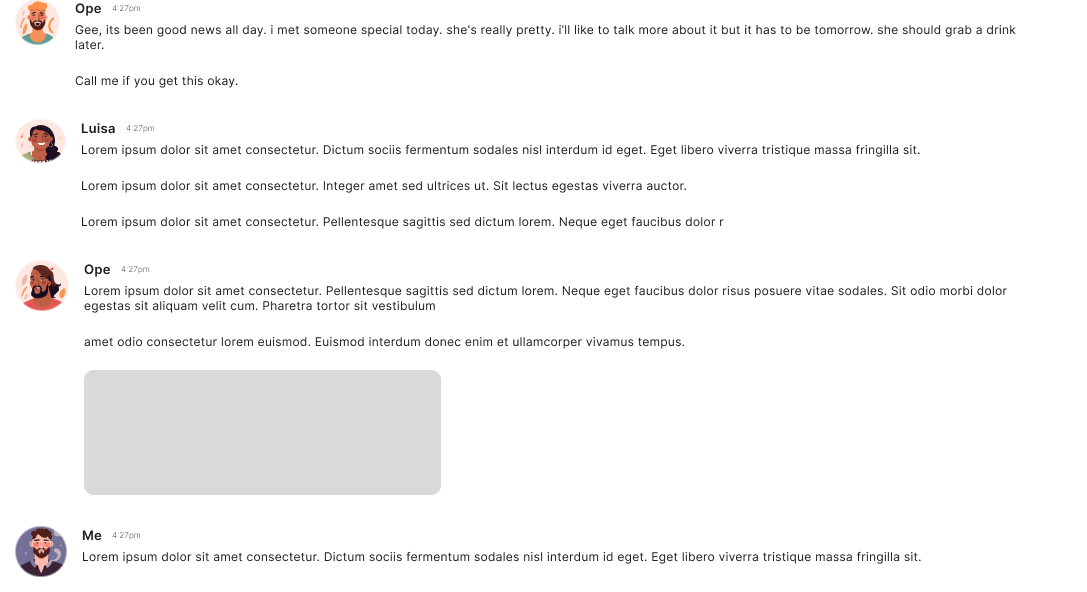 Ope 4:27pm
Gee, its been good news all day. i met someone special today. she's really pretty. i'll like to talk more about it but it has to be tomorrow. she should grab a drink
later.
Call me if you get this okay.
Luisa 4:27pm
Lorem ipsum dolor sit amet consectetur. Dictum sociis fermentum sodales nisl interdum id eget. Eget libero viverra tristique massa fringilla sit.
Lorem ipsum dolor sit amet consectetur. Integer amet sed ultrices ut. Sit lectus egestas viverra auctor.
Lorem ipsum dolor sit amet consectetur. Pellentesque sagittis sed dictum lorem. Neque eget faucibus dolor r
Ope 4:27pm
Lorem ipsum dolor sit amet consectetur. Pellentesque sagittis sed dictum lorem. Neque eget faucibus dolor risus posuere vitae sodales. Sit odio morbi dolor
egestas sit aliquam velit cum. Pharetra tortor sit vestibulum
amet odio consectetur lorem euismod. Euismod interdum donec enim et ullamcorper vivamus tempus.
Me 4:27pm
Lorem ipsum dolor sit amet consectetur. Dictum sociis fermentum sodales nisl interdum id eget. Eget libero viverra tristique massa fringilla sit.